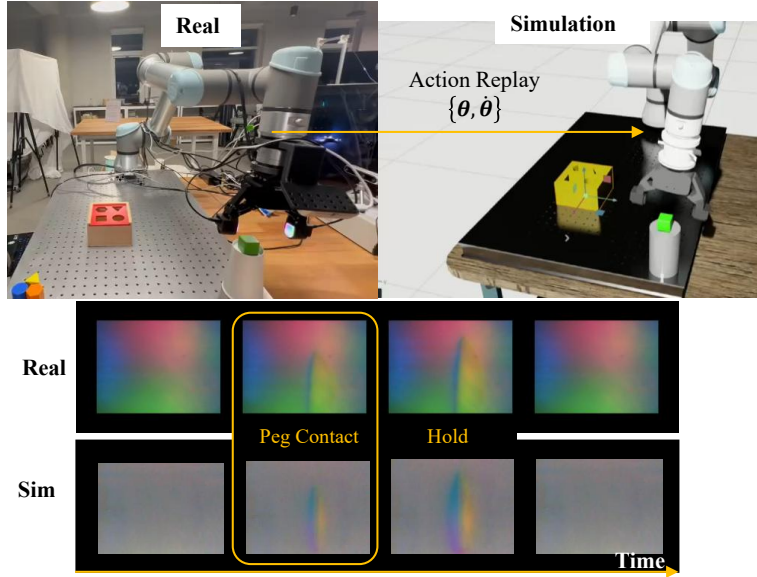 Real
Simulation
Action Replay
{θ, θ̇}
Real
Peg Contact
Hold
Sim
Time